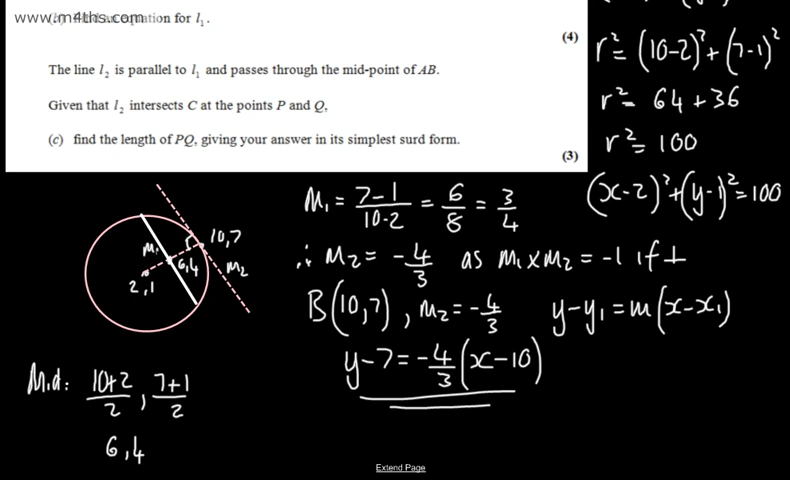 www.m4ths.com
equation for l₁.
(4)
The line l₂ is parallel to l₁ and passes through the mid-point of AB.
Given that l₂ intersects C at the points P and Q,
(c) find the length of PQ, giving your answer in its simplest surd form.
(3)
r² = (10-2)² + (7-1)²
r² = 64 + 36
r² = 100
(x-2)² + (y-1)² = 100
M₁ = 7-1/10-2 = 6/8 = 3/4
∴ M₂ = -4/3 as M₁ x M₂ = -1 if ⊥
B(10,7), M₂ = -4/3 y-y₁ = m(x-x₁)
y-7 = -4/3(x-10)
10,7
M₁
6,4
M₂
2,1
Mid: 10+2/2, 7+1/2
6,4
Extend Page